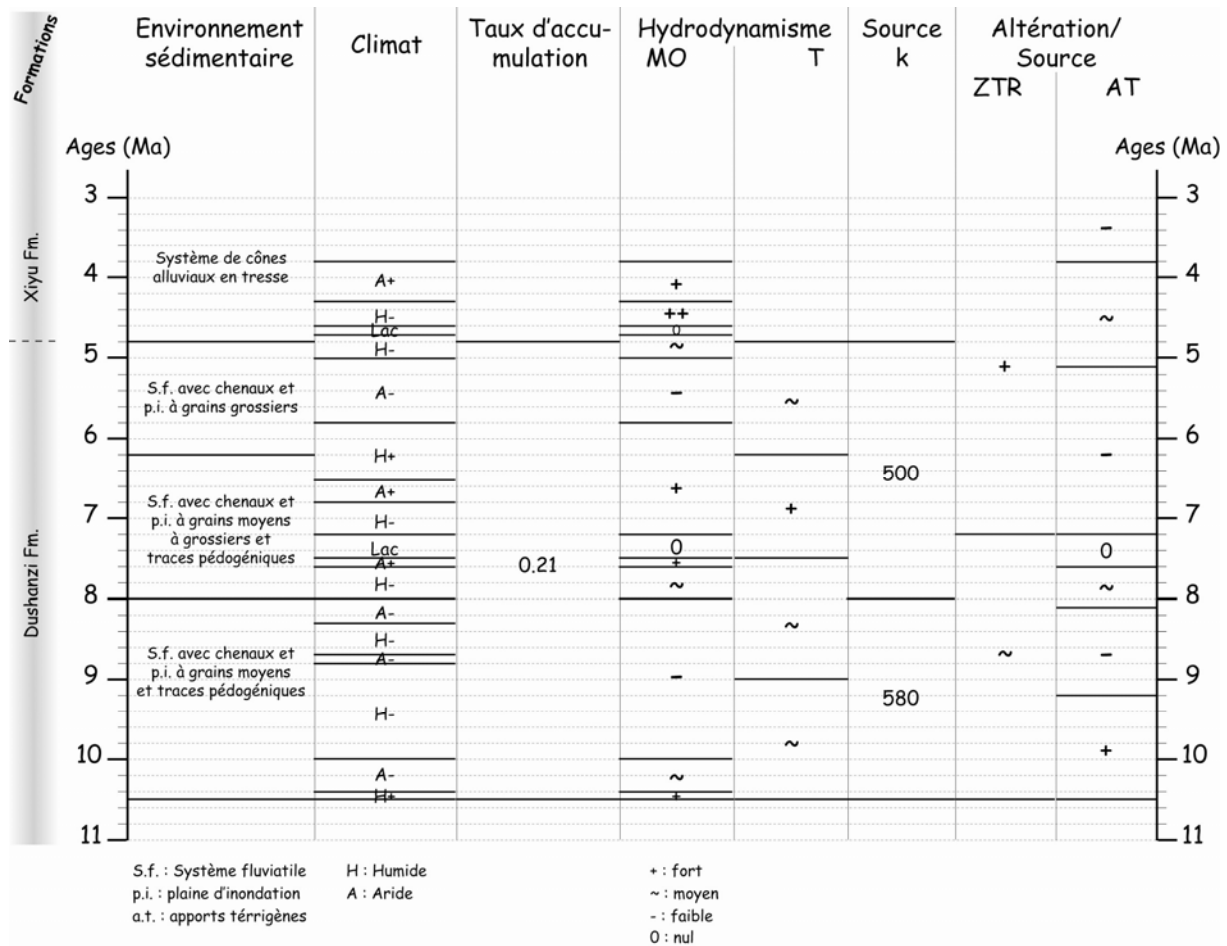 Formations
Environnement
sédimentaire
Climat
Taux d'accu-
mulation
Hydrodynamisme
MO T
Source
k
Altération/
Source
ZTR AT
Ages (Ma) Ages (Ma)
3 3
-
Xiyu Fm.
Système de cônes
alluviaux en tresse
4 A+ + 4
H- ++ ~
Lac 0
H- ~
5 5
+
S.f. avec chenaux et
p.i. à grains grossiers
A- - ~
6 6
H+ -
500
A+ +
S.f. avec chenaux et
p.i. à grains moyens
à grossiers et
traces pédogéniques
+
7 H- 7
Lac 0 0
A+ 0.21 +
H- ~ ~
8 8
Dushanzi Fm.
A- ~
H-
A- ~ -
S.f. avec chenaux et
p.i. à grains moyens
et traces pédogéniques
9 - 9
580
H- ~ +
10 10
A- ~
H+ +
11 11
S.f. : Système fluviatile
p.i. : plaine d'inondation
a.t. : apports térrigènes
H : Humide
A : Aride
+ : fort
~ : moyen
- : faible
0 : nul